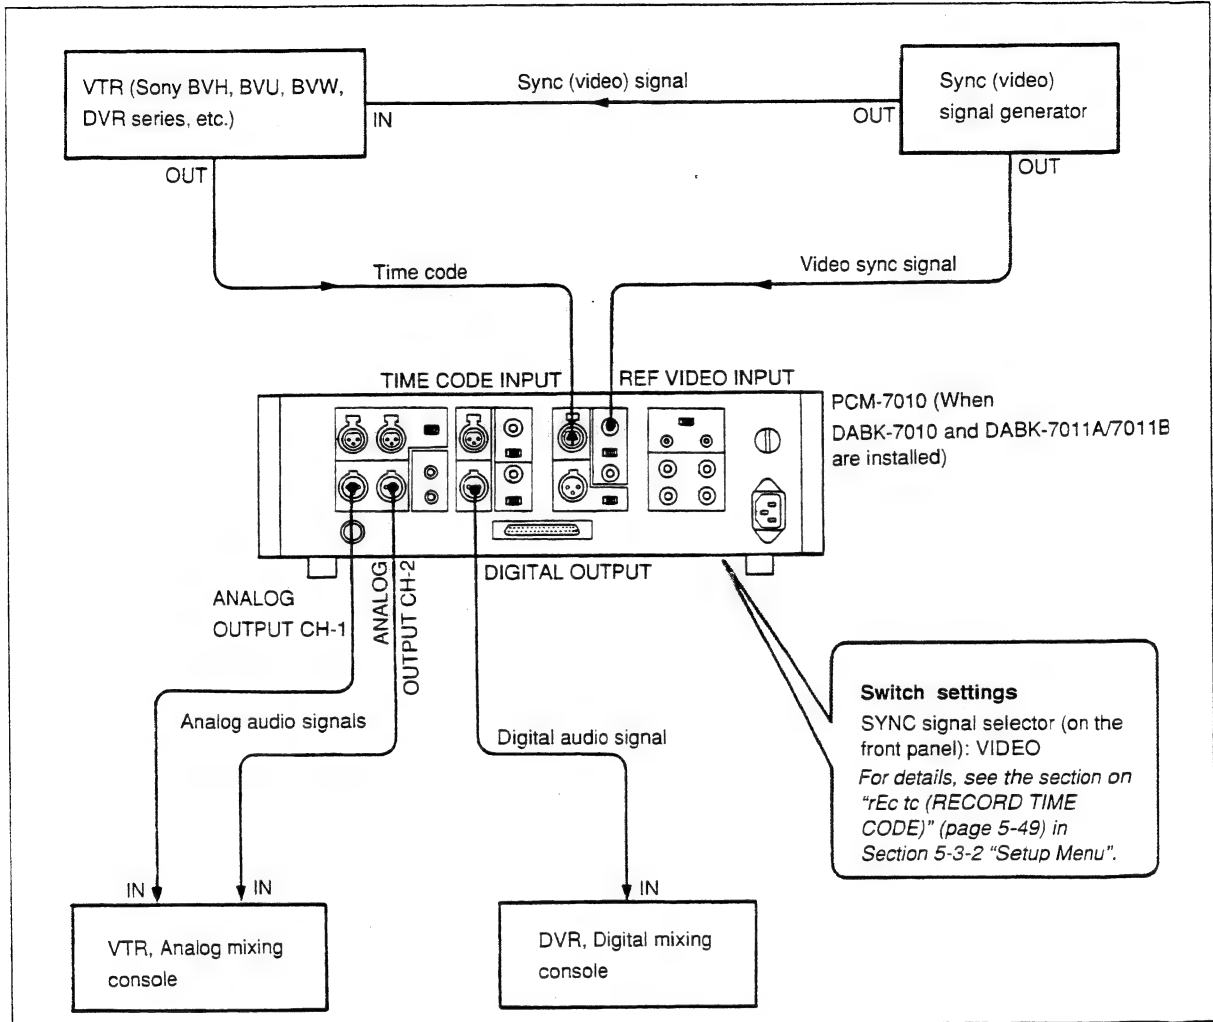 VTR (Sony BVH, BVU, BVW,
DVR series, etc.)
Sync (video) signal
Sync (video)
signal generator
IN
OUT
OUT
OUT
Time code
Video sync signal
TIME CODE INPUT
REF VIDEO INPUT
PCM-7010 (When
DABK-7010 and DABK-7011A/7011B
are installed)
DIGITAL OUTPUT
ANALOG
OUTPUT CH-1
ANALOG
OUTPUT CH-2
Analog audio signals
Digital audio signal
Switch settings
SYNC signal selector (on the
front panel): VIDEO
For details, see the section on
"rEc tc (RECORD TIME
CODE)" (page 5-49) in
Section 5-3-2 "Setup Menu".
IN
IN
IN
VTR, Analog mixing
console
DVR, Digital mixing
console